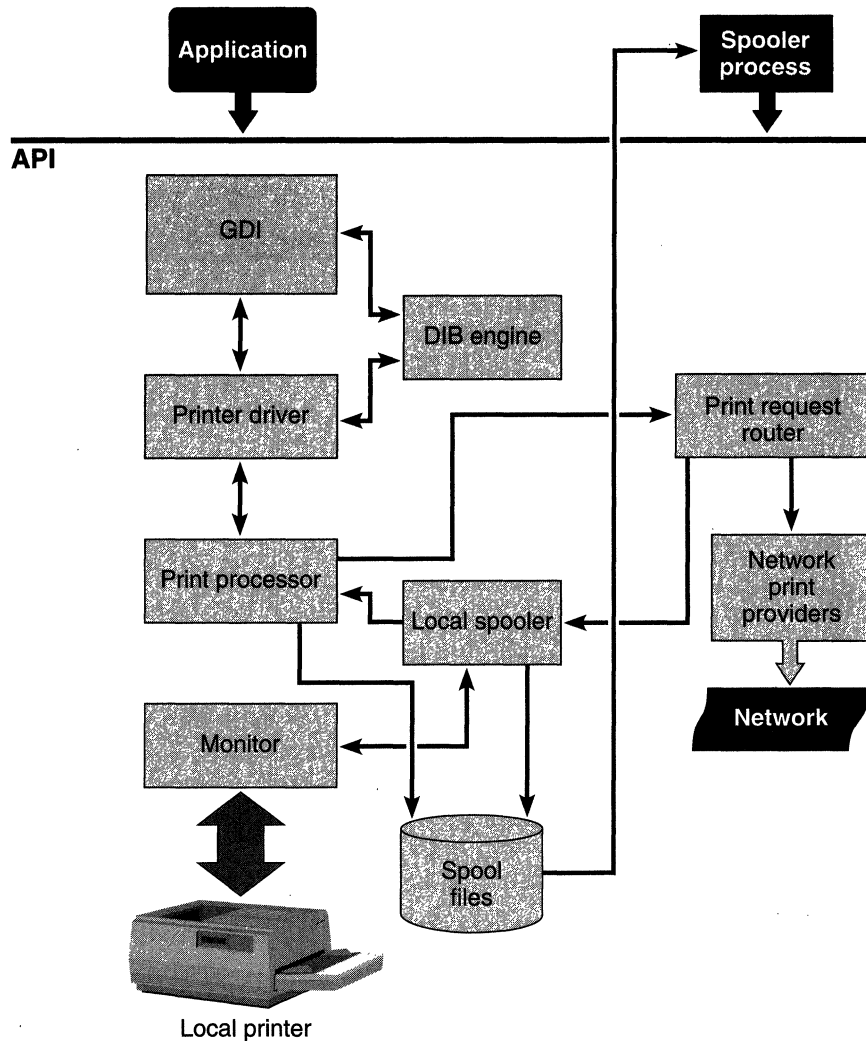 Application
Spooler
process
API
GDI
DIB engine
Printer driver
Print request
router
Print processor
Network
print
providers
Local spooler
Network
Monitor
Spool
files
Local printer